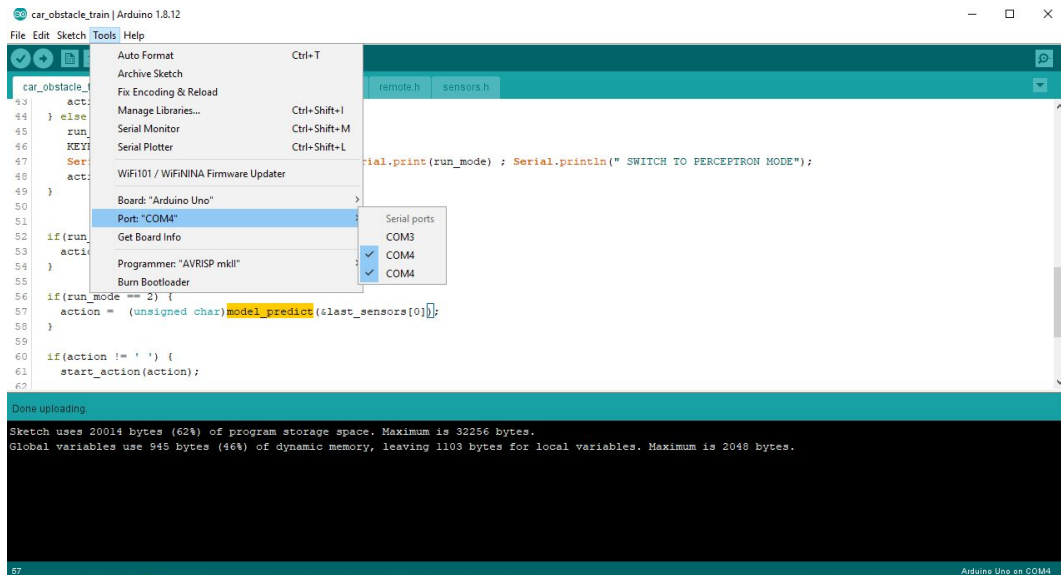 car_obstacle_train | Arduino 1.8.12
File Edit Sketch Tools Help
Auto Format Ctrl+T
Archive Sketch
Fix Encoding & Reload
Manage Libraries... Ctrl+Shift+I
Serial Monitor Ctrl+Shift+M
Serial Plotter Ctrl+Shift+L
WiFi101 / WiFiNINA Firmware Updater
Board: "Arduino Uno"
Port: "COM4"
Get Board Info
Programmer: "AVRISP mkII"
Burn Bootloader
Serial ports
COM3
COM4
COM4
remote.h sensors.h
43
44 } else
45 run_
46
47 rial.print(run_mode) ; Serial.println(" SWITCH TO PERCEPTRON MODE");
48
49 }
50
51
52 if(run_
53
54 }
55
56 if(run_mode == 2) {
57 action = (unsigned char)model_predict(&last_sensors[0]);
58 }
59
60 if(action != ' ') {
61 start_action(action);
62
Done uploading.
Sketch uses 20014 bytes (62%) of program storage space. Maximum is 32256 bytes.
Global variables use 945 bytes (46%) of dynamic memory, leaving 1103 bytes for local variables. Maximum is 2048 bytes.
57 Arduino Uno on COM4